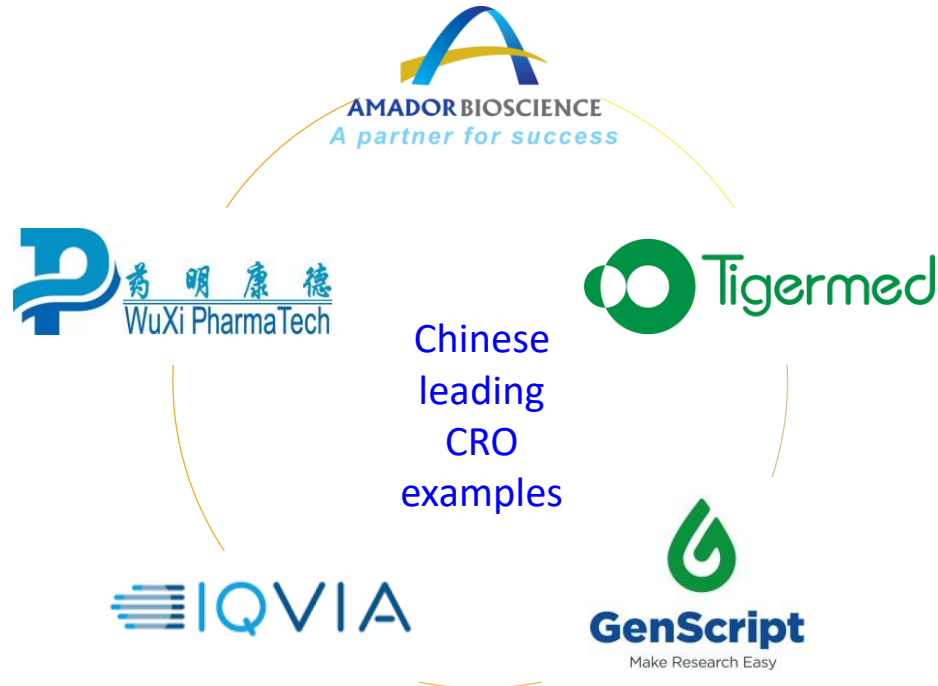 AMADOR BIOSCIENCE
A partner for success
药明康德
WuXi PharmaTech
Tigermed
Chinese
leading
CRO
examples
IQVIA
GenScript
Make Research Easy